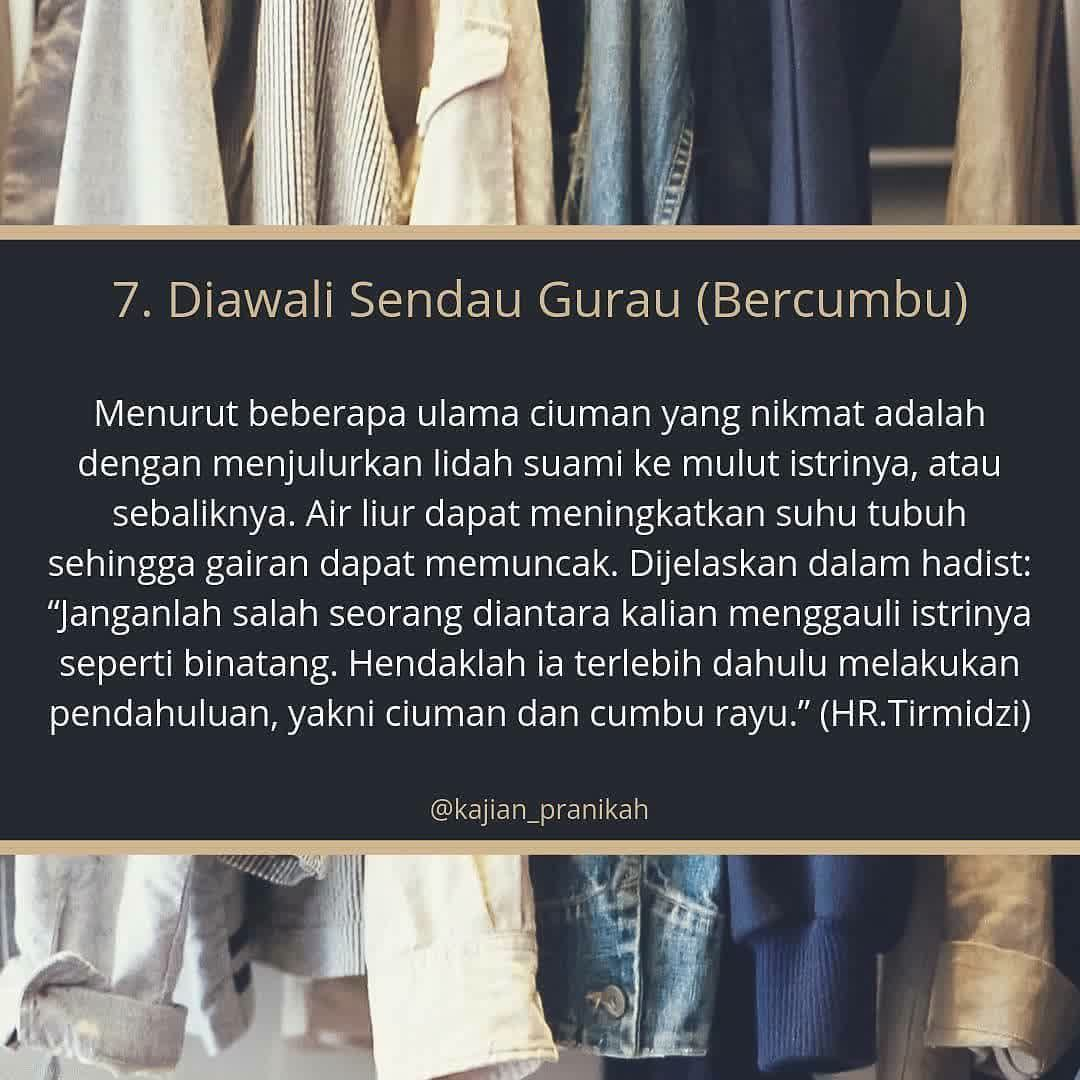 7. Diawali Sendau Gurau (Bercumbu)
Menurut beberapa ulama ciuman yang nikmat adalah
dengan menjulurkan lidah suami ke mulut istrinya, atau
sebaliknya. Air liur dapat meningkatkan suhu tubuh
sehingga gairan dapat memuncak. Dijelaskan dalam hadist:
“Janganlah salah seorang diantara kalian menggauli istrinya
seperti binatang. Hendaklah ia terlebih dahulu melakukan
pendahuluan, yakni ciuman dan cumbu rayu.” (HR.Tirmidzi)
@kajian_pranikah